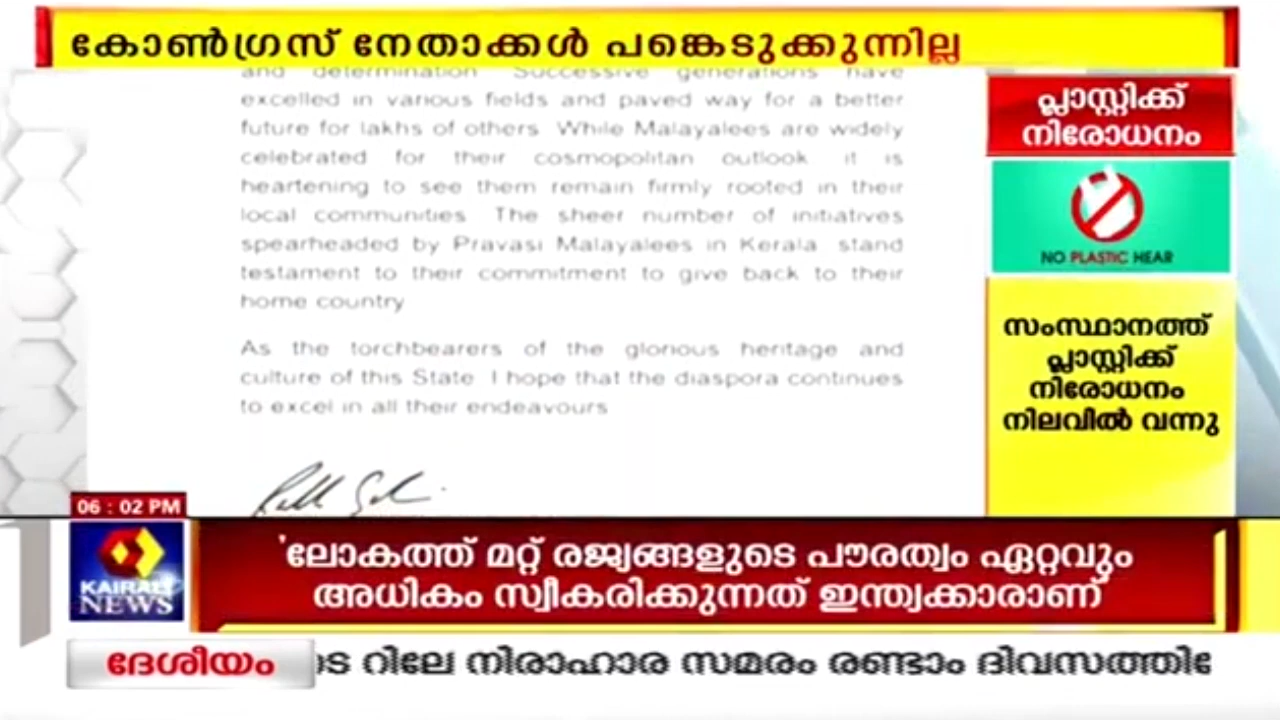 കോൺഗ്രസ് നേതാക്കൾ പങ്കെടുക്കുന്നില്ല
and determination. Successive generations have
excelled in various fields and paved way for a better
future for lakhs of others. While Malayalees are widely
celebrated for their cosmopolitan outlook, it is
heartening to see them remain firmly rooted in their
local communities. The sheer number of initiatives
spearheaded by Pravasi Malayalees in Kerala, stand
testament to their commitment to give back to their
home country
As the torchbearers of the glorious heritage and
culture of this State, I hope that the diaspora continues
to excel in all their endeavours
പ്ലാസ്റ്റിക്ക്
നിരോധനം
NO PLASTIC HEAR
സംസ്ഥാനത്ത്
പ്ലാസ്റ്റിക്ക്
നിരോധനം
നിലവിൽ വന്നു
06 : 02 PM
KAIRALI
NEWS
'ലോകത്ത് മറ്റ് രജ്യങ്ങളുടെ പൗരത്വം ഏറ്റവും
അധികം സ്വീകരിക്കുന്നത് ഇന്ത്യക്കാരാണ്'
ദേശീയം
ടെ റിലേ നിരാഹാര സമരം രണ്ടാം